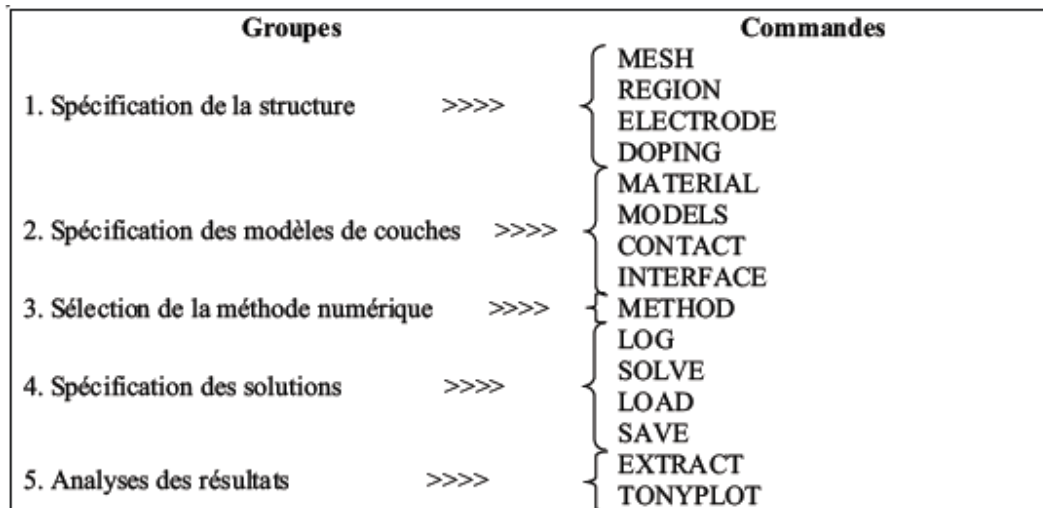 Groupes Commandes
MESH
REGION
1. Spécification de la structure >>>>
ELECTRODE
DOPING
MATERIAL
MODELS
2. Spécification des modèles de couches >>>>
CONTACT
INTERFACE
3. Sélection de la méthode numérique >>>> METHOD
LOG
SOLVE
4. Spécification des solutions >>>>
LOAD
SAVE
EXTRACT
5. Analyses des résultats >>>>
TONYPLOT